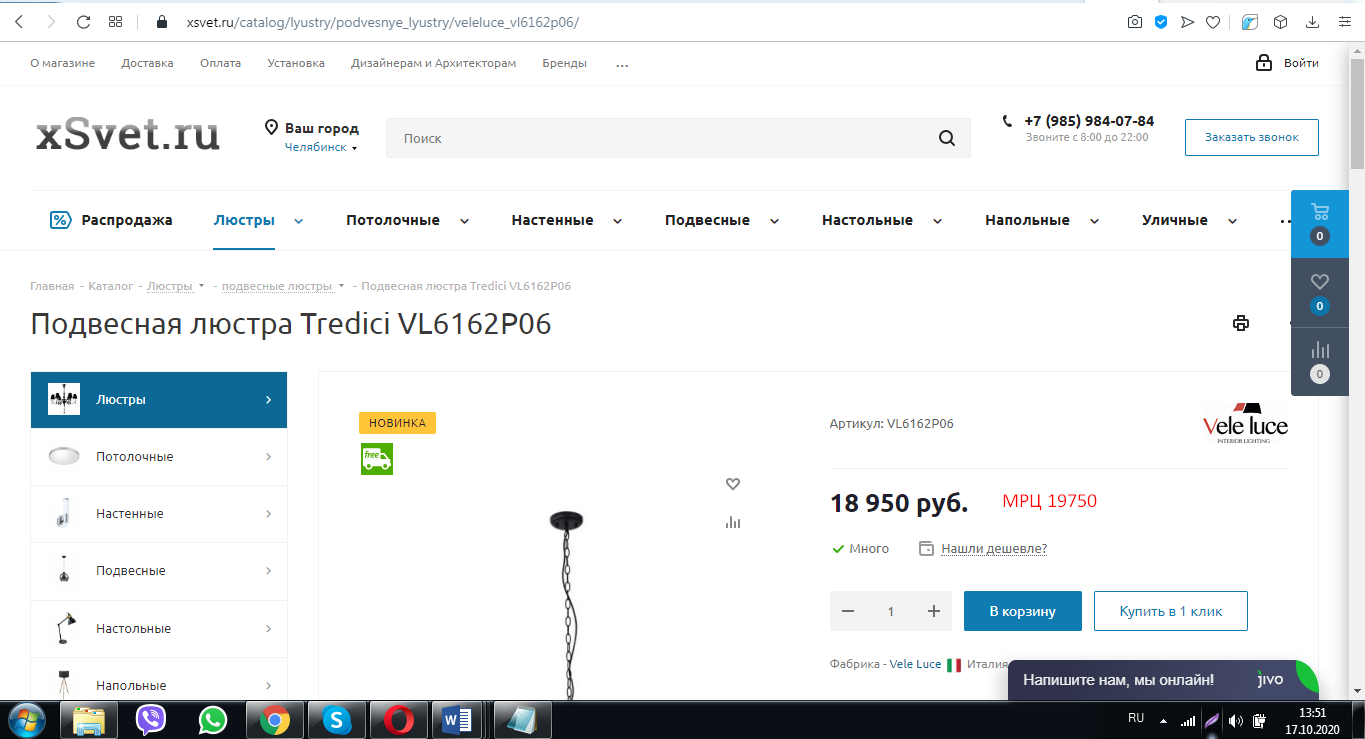 xsvet.ru/catalog/lyustry/podvesnye_lyustry/veleluce_vl6162p06/
О магазине Доставка Оплата Установка Дизайнерам и Архитекторам Бренды ...
Войти
xSvet.ru
Ваш город
Челябинск
Поиск
+7 (985) 984-07-84
Звоните с 8:00 до 22:00
Заказать звонок
Распродажа Люстры Потолочные Настенные Подвесные Настольные Напольные Уличные
0
0
0
Главная - Каталог - Люстры - подвесные люстры - Подвесная люстра Tredici VL6162P06
Подвесная люстра Tredici VL6162P06
Люстры
Потолочные
Настенные
Подвесные
Настольные
Напольные
НОВИНКА
free
Артикул: VL6162P06
Vele luce
INTERIOR LIGHTING
18 950 руб. МРЦ 19750
Много Нашли дешевле?
− 1 + В корзину Купить в 1 клик
Фабрика - Vele Luce Италия
Напишите нам, мы онлайн! jivo
RU 13:51
17.10.2020